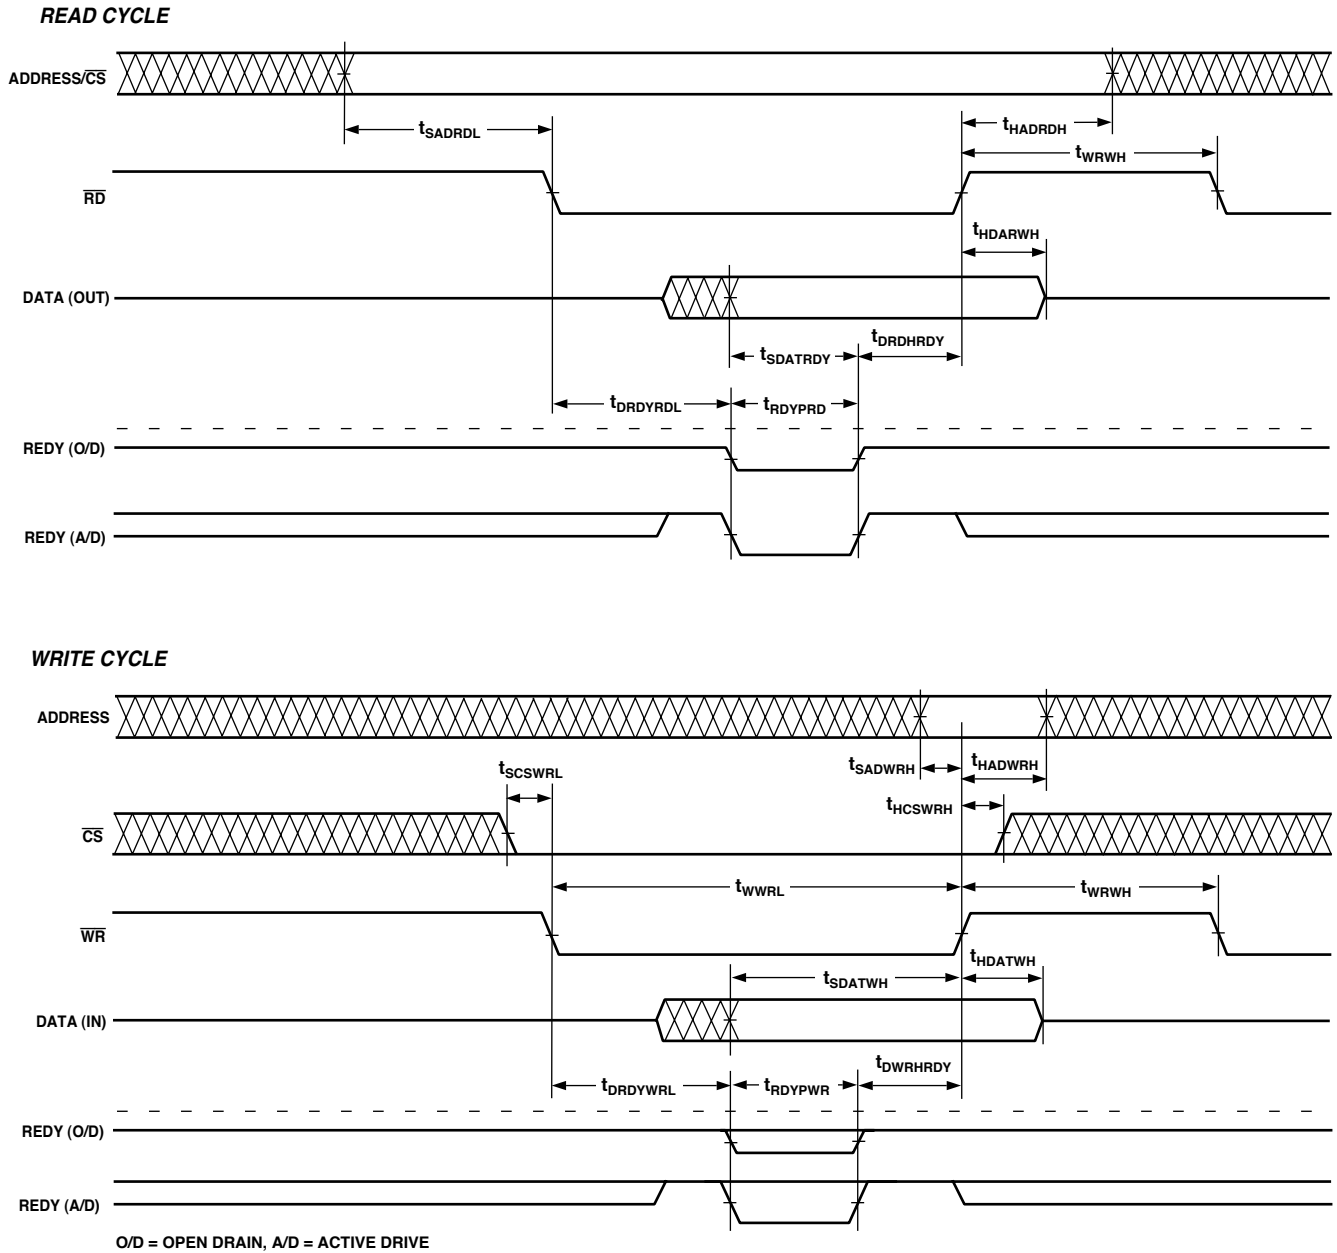 READ CYCLE
ADDRESS/CS
tSADRDL
tHADRDH
tWRWH
RD
tHDARWH
DATA (OUT)
tSDATRDY
tDRDHRDY
tDRDYRDL
tRDYPRD
REDY (O/D)
REDY (A/D)
WRITE CYCLE
ADDRESS
tSCSWRL
tSADWRH
tHADWRH
tHCSWRH
CS
tWWRL
tWRWH
WR
tHDATWH
tSDATWH
DATA (IN)
tDWRHRDY
tDRDYWRL
tRDYPWR
REDY (O/D)
REDY (A/D)
O/D = OPEN DRAIN, A/D = ACTIVE DRIVE